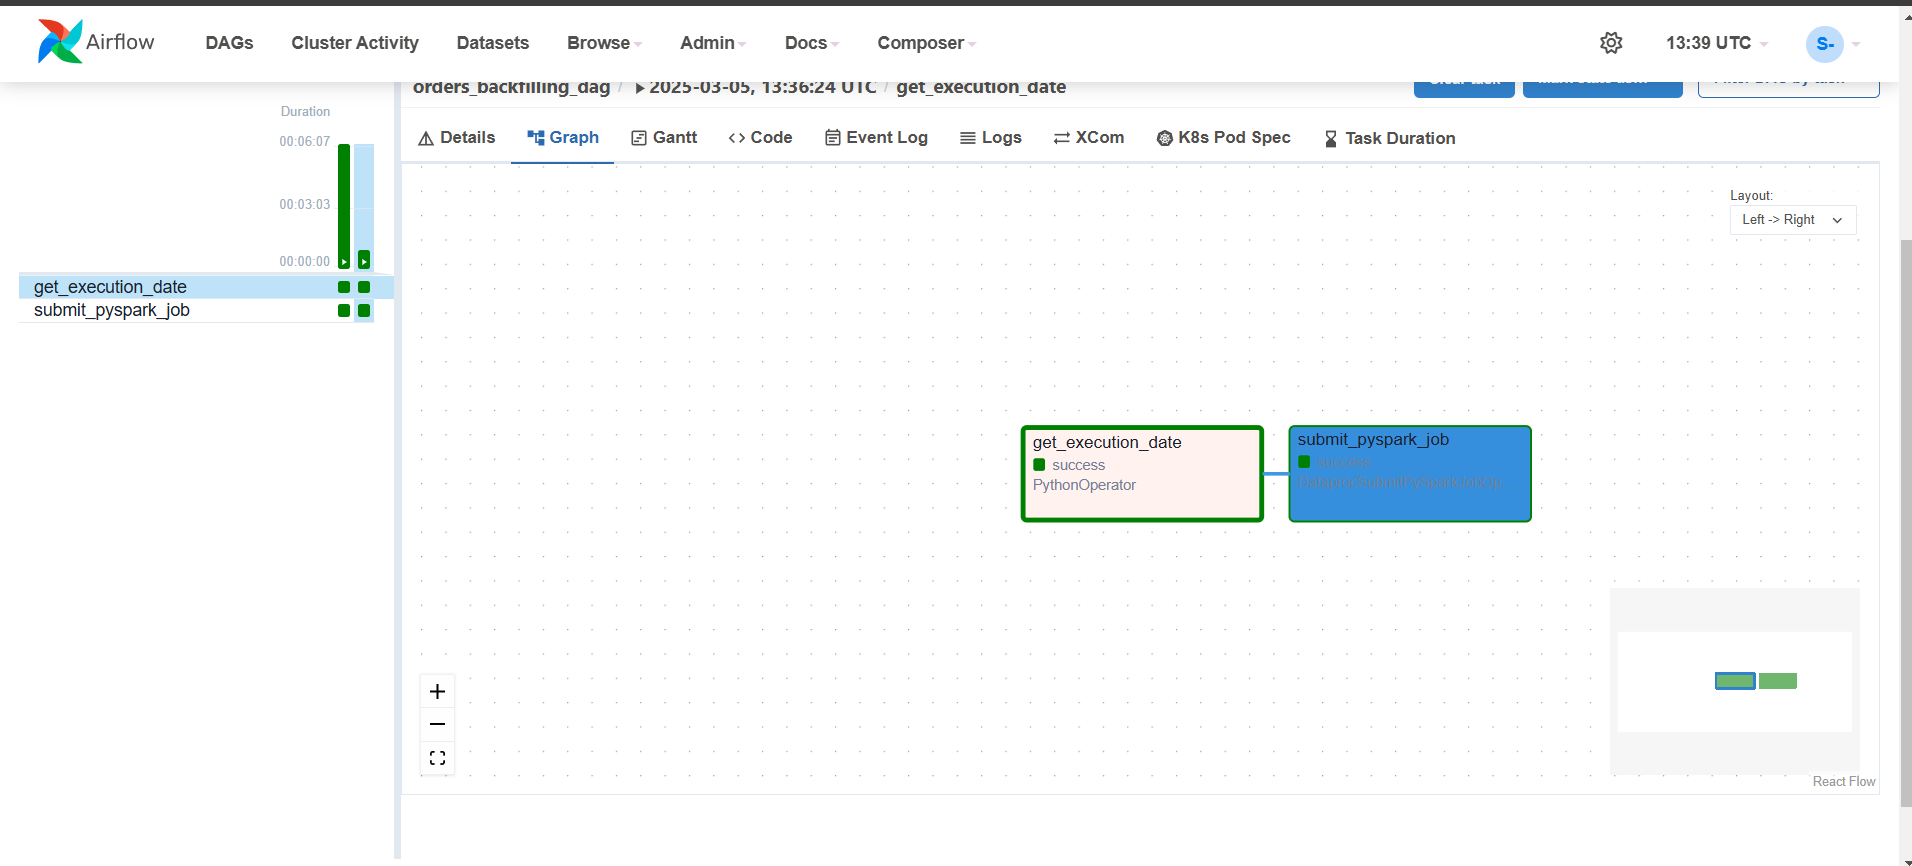 Airflow
DAGs Cluster Activity Datasets Browse Admin Docs Composer 13:39 UTC S-
orders_backfilling_dag / 2025-03-05, 13:36:24 UTC / get_execution_date
Details Graph Gantt Code Event Log Logs XCom K8s Pod Spec Task Duration
Duration
00:06:07
00:03:03
00:00:00
get_execution_date
submit_pyspark_job
Layout:
Left -> Right
get_execution_date
success
PythonOperator
submit_pyspark_job
success
DataprocSubmitPySparkJobOp...
React Flow